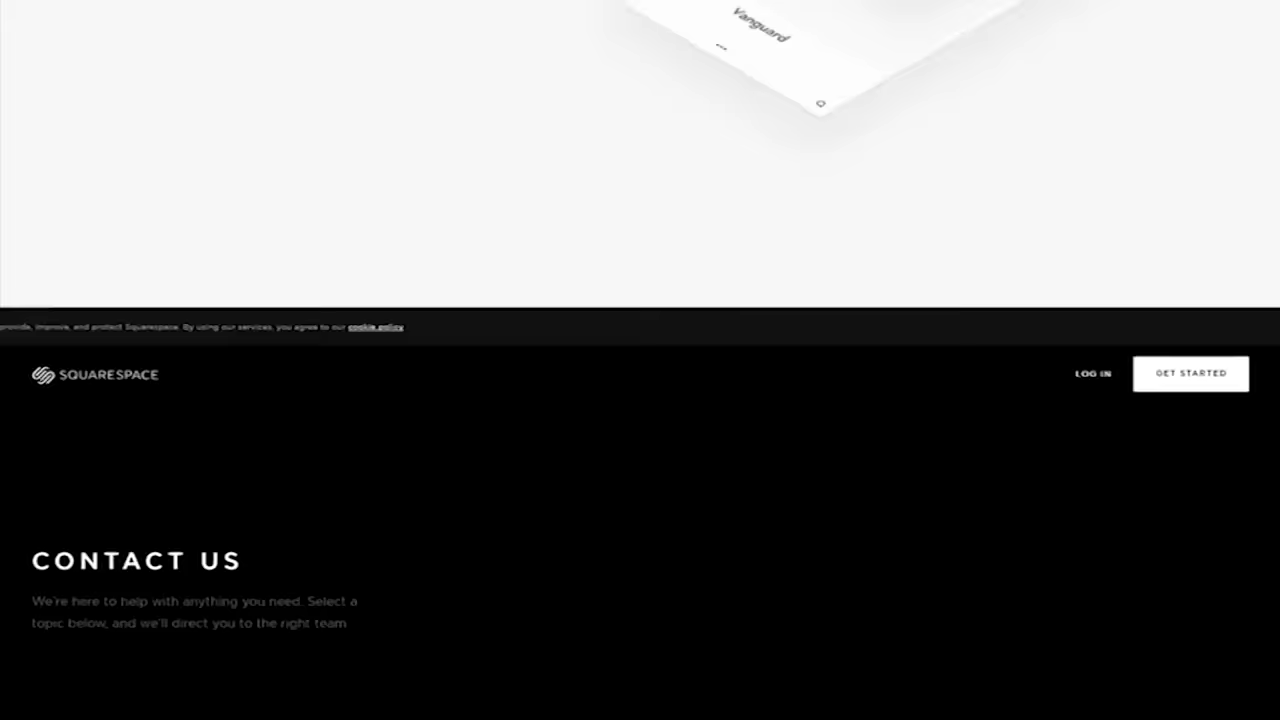 Vanguard
provide, improve, and protect Squarespace. By using our services, you agree to our cookie policy
SQUARESPACE
LOG IN
GET STARTED
CONTACT US
We're here to help with anything you need. Select a
topic below, and we'll direct you to the right team